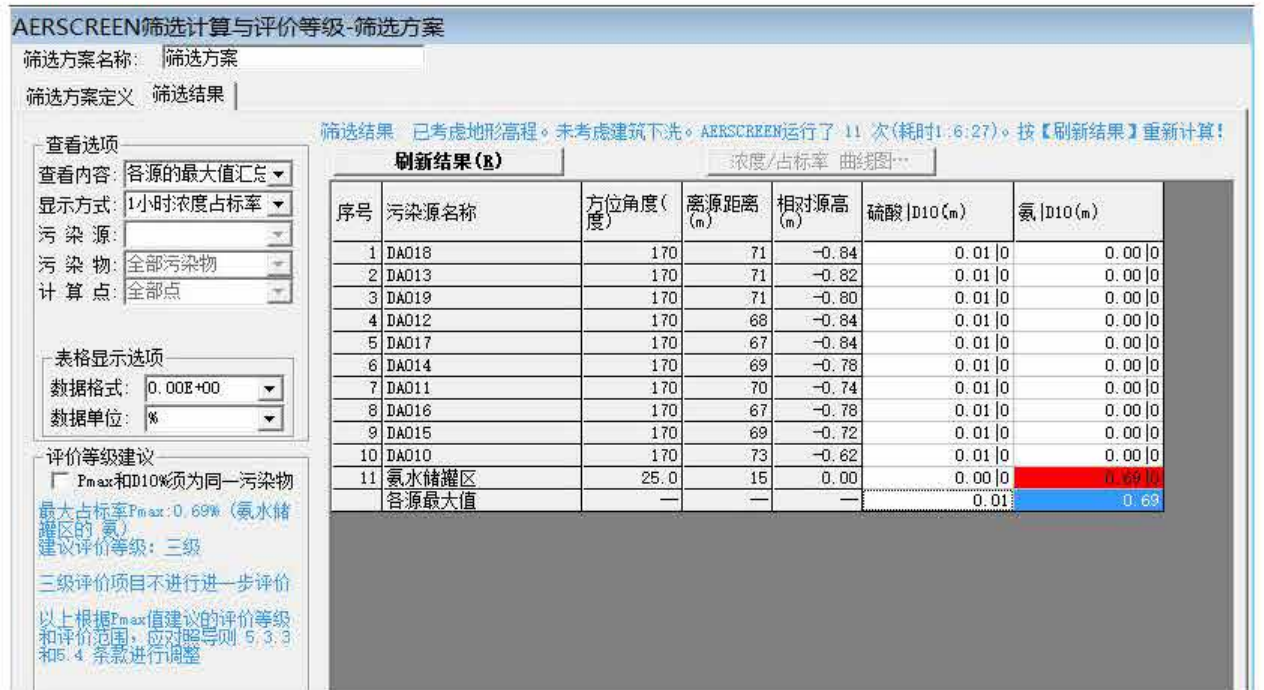 AERSCREEN筛选计算与评价等级-筛选方案
筛选方案名称: 筛选方案
筛选方案定义 筛选结果
筛选结果 已考虑地形高程。未考虑建筑下洗。AERSCREEN运行了 11 次(耗时1:6:27)。按【刷新结果】重新计算!
刷新结果(R) 浓度/占标率 曲线图…
查看选项
查看内容: 各源的最大值汇总
显示方式: 1小时浓度占标率
污 染 源:
污 染 物: 全部污染物
计 算 点: 全部点
表格显示选项
数据格式: 0.00E+00
数据单位: %
评价等级建议
Pmax和D10%须为同一污染物
最大占标率Pmax:0.69% (氨水储
罐区的 氨)
建议评价等级: 三级
三级评价项目不进行进一步评价
以上根据Pmax值建议的评价等级
和评价范围,应对照导则 5.3.3
和5.4 条款进行调整
序号 污染源名称 方位角度(度) 离源距离(m) 相对源高(m) 硫酸|D10(m) 氨|D10(m)
1 DA018 170 71 -0.84 0.01|0 0.00|0
2 DA013 170 71 -0.82 0.01|0 0.00|0
3 DA019 170 71 -0.80 0.01|0 0.00|0
4 DA012 170 68 -0.84 0.01|0 0.00|0
5 DA017 170 67 -0.84 0.01|0 0.00|0
6 DA014 170 69 -0.78 0.01|0 0.00|0
7 DA011 170 70 -0.74 0.01|0 0.00|0
8 DA016 170 67 -0.78 0.01|0 0.00|0
9 DA015 170 69 -0.72 0.01|0 0.00|0
10 DA010 170 73 -0.62 0.01|0 0.00|0
11 氨水储罐区 25.0 15 0.00 0.00|0 0.69|0
各源最大值 — — — 0.01 0.69